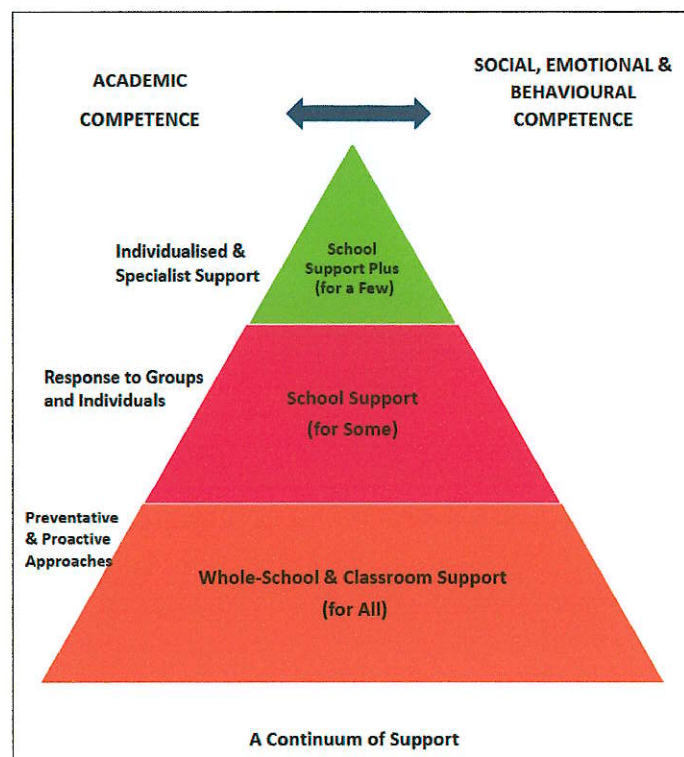 ACADEMIC
COMPETENCE
SOCIAL, EMOTIONAL &
BEHAVIOURAL
COMPETENCE
Individualised &
Specialist Support
School
Support Plus
(for a Few)
Response to Groups
and Individuals
School Support
(for Some)
Preventative
& Proactive
Approaches
Whole-School & Classroom Support
(for All)
A Continuum of Support